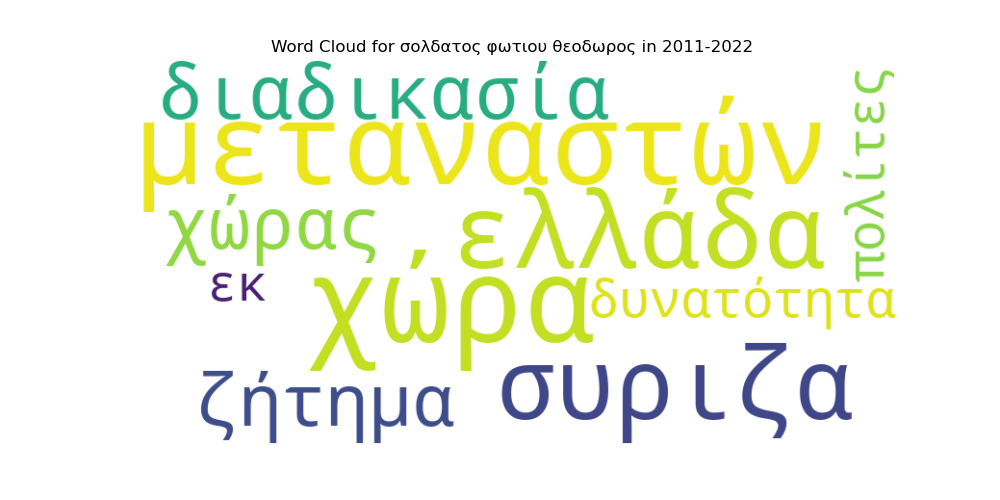 Word Cloud for σολδατος φωτιου θεοδωρος in 2011-2022
διαδικασία
μεταναστών
πολίτες
χώρας
ελλάδα
εκ
χώρα
δυνατότητα
ζήτημα
συριζα